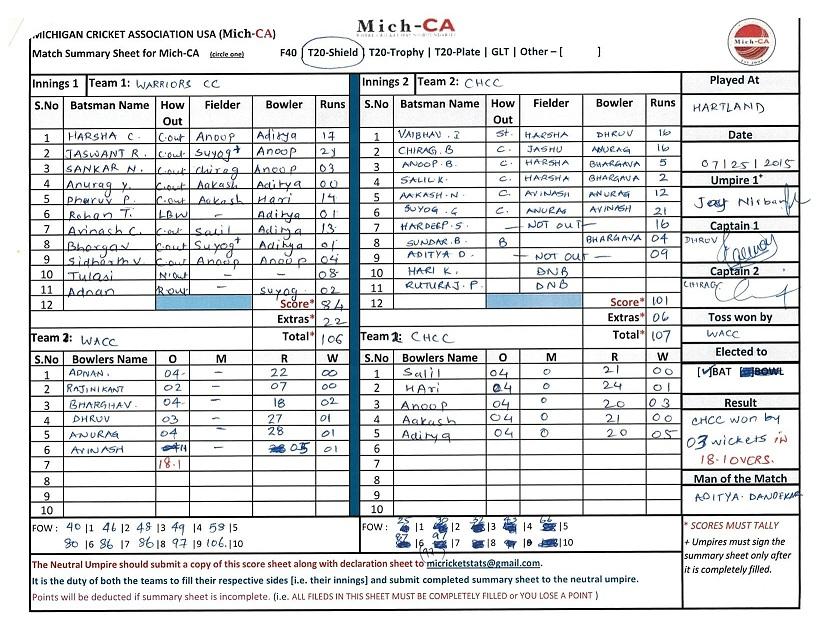 MICHIGAN CRICKET ASSOCIATION USA (Mich-CA)
Mich-CA
Mich-CA
Match Summary Sheet for Mich-CA (circle one) F40 | T20-Shield | T20-Trophy | T20-Plate | GLT | Other – [ ]
Innings 1 Team 1: WARRIORS CC
S.No Batsman Name How Out Fielder Bowler Runs
1 HARSHA C. C.out Anoop Aditya 17
2 JASWANT R. C.out Suyog+ Anoop 24
3 SANKAR N. C.out Chirag Anoop 03
4 Anurag Y. C.out Aakash Aditya 00
5 Dhruv P. C.out Aakash Hari 14
6 Rohan T. LBW – Aditya 01
7 Avinash C. C.out Salil Aditya 13
8 Bhargav C.out Suyog+ Aditya 01
9 Sidharth V. C.out Anoop Anoop 04
10 Tulasi N.out – – 08
11 Adnan R.out Suyog 02
12 Score* 84
Extras* 22
Total* 106
Innings 2 Team 2: CHCC
S.No Batsman Name How Out Fielder Bowler Runs
1 VAIBHAV. I St. HARSHA DHRUV 16
2 CHIRAG. B C. JASHU ANURAG 16
3 ANOOP. B. C. HARSHA BHARGAVA 5
4 SALIL. K C. HARSHA BHARGAVA 2
5 AAKASH. N. C. AVINASH ANURAG 12
6 SUYOG. G C. ANURAG AVINASH 21
7 HARDEEP. S. — NOT OUT — 16
8 SUNDAR. B B BHARGAVA 04
9 ADITYA D. — NOT OUT — 09
10 HARI K. DNB
11 RUTURAJ. P. DNB
12 Score* 101
Extras* 06
Total* 107
Team 2: WACC
S.No Bowlers Name O M R W
1 ADNAN. 04 – 22 00
2 RAJINIKANT 02 – 07 00
3 BHARGHAV. 04 – 18 02
4 DHRUV 03 – 27 01
5 ANURAG 04 – 28 01
6 AVINASH – 05 01
7 18.1
8
9
10
FOW : 40 |1 46 |2 48 |3 49 |4 58 |5
80 |6 86 |7 86 |8 97 |9 106. |10
Team 1: CHCC
S.No Bowlers Name O M R W
1 Salil 04 0 21 00
2 HAri 04 0 24 01
3 Anoop 04 0 20 03
4 Aakash 04 0 21 00
5 Aditya 04 0 20 05
6
7
8
9
10
FOW : |1 |2 |3 |4 |5
|6 |7 |8 |9 |10
Played At
HARTLAND
Date
07/25/2015
Umpire 1+
Captain 1
DHRUV
Captain 2
CHIRAG
Toss won by
WACC
Elected to
[✓]BAT BOWL
Result
CHCC won by
03 wickets IN
18.1 OVERS.
Man of the Match
ADITYA. DANDEKAR
* SCORES MUST TALLY
+ Umpires must sign the
summary sheet only after
it is completely filled.
The Neutral Umpire should submit a copy of this score sheet along with declaration sheet to micricketstats@gmail.com.
It is the duty of both the teams to fill their respective sides [i.e. their innings] and submit completed summary sheet to the neutral umpire.
Points will be deducted if summary sheet is incomplete. (i.e. ALL FILEDS IN THIS SHEET MUST BE COMPLETELY FILLED or YOU LOSE A POINT )